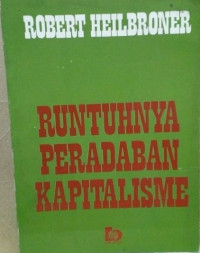 ROBERT HEILBRONER
RUNTUHNYA
PERADABAN
KAPITALISME